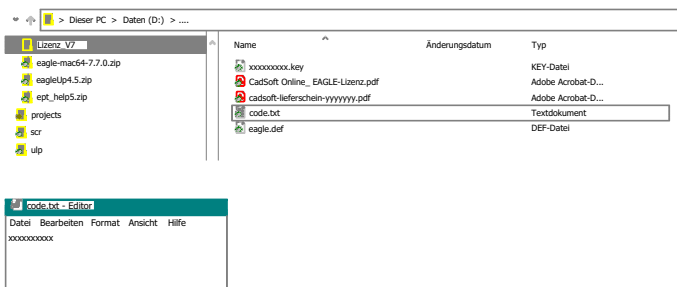 > Dieser PC > Daten (D:) > ....
Lizenz_V7
eagle-mac64-7.7.0.zip
eagleUp4.5.zip
ept_help5.zip
projects
scr
ulp
Name Änderungsdatum Typ
xxxxxxxxx.key KEY-Datei
CadSoft Online_ EAGLE-Lizenz.pdf Adobe Acrobat-D...
cadsoft-lieferschein-yyyyyyy.pdf Adobe Acrobat-D...
code.txt Textdokument
eagle.def DEF-Datei
code.txt - Editor
Datei Bearbeiten Format Ansicht Hilfe
xxxxxxxxxx